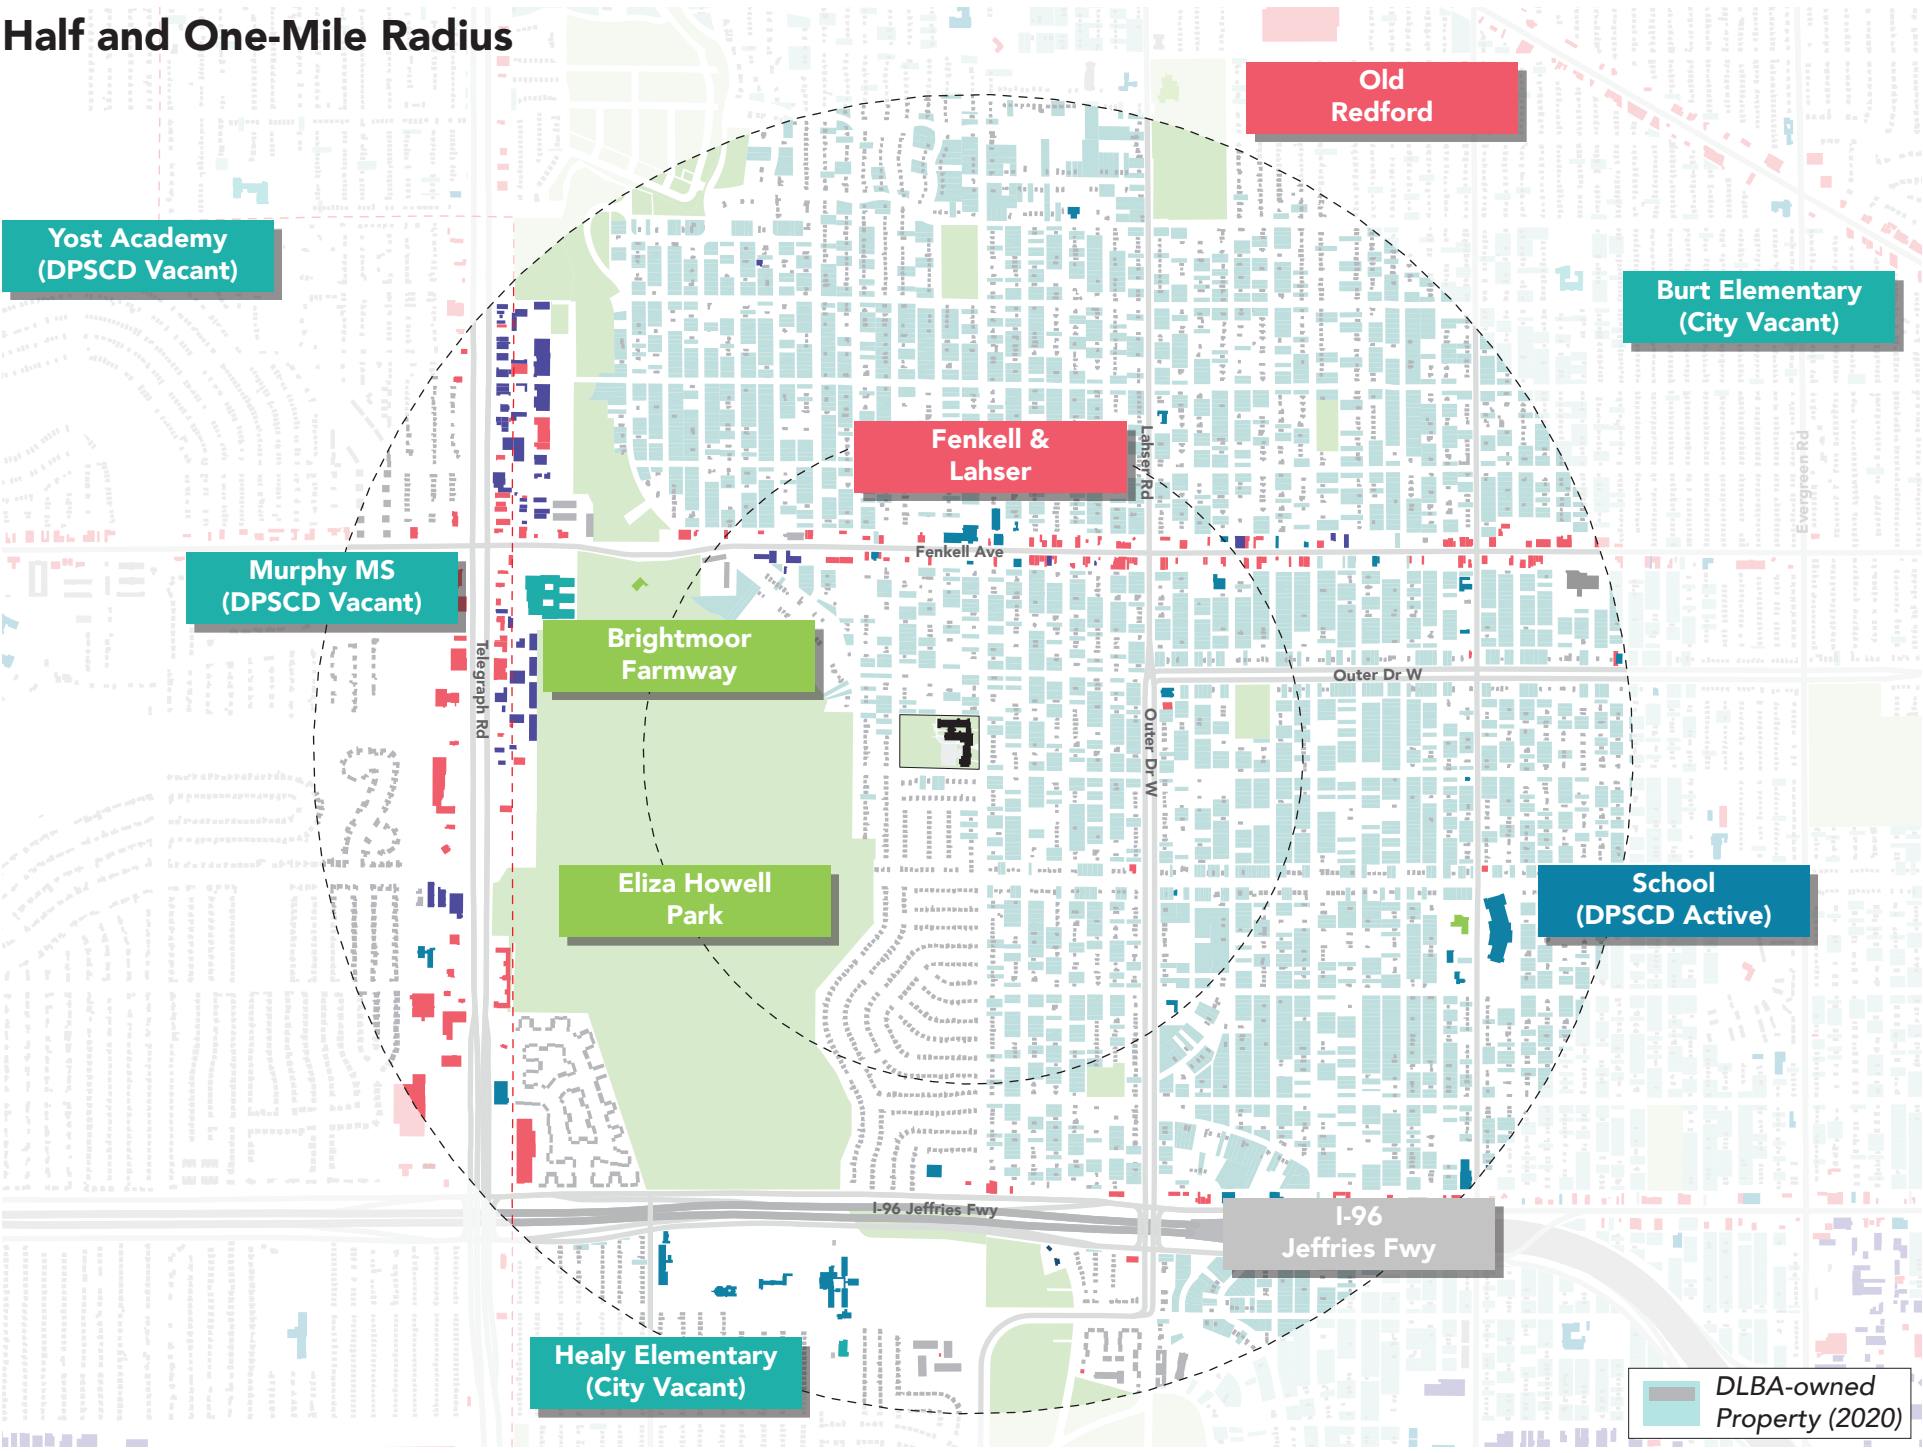 Half and One-Mile Radius
Old
Redford
Yost Academy
(DPSCD Vacant)
Burt Elementary
(City Vacant)
Fenkell &
Lahser
Lahser Rd
Evergreen Rd
Fenkell Ave
Murphy MS
(DPSCD Vacant)
Brightmoor
Farmway
Telegraph Rd
Outer Dr W
Outer Dr W
Eliza Howell
Park
School
(DPSCD Active)
I-96 Jeffries Fwy
I-96
Jeffries Fwy
Healy Elementary
(City Vacant)
DLBA-owned
Property (2020)